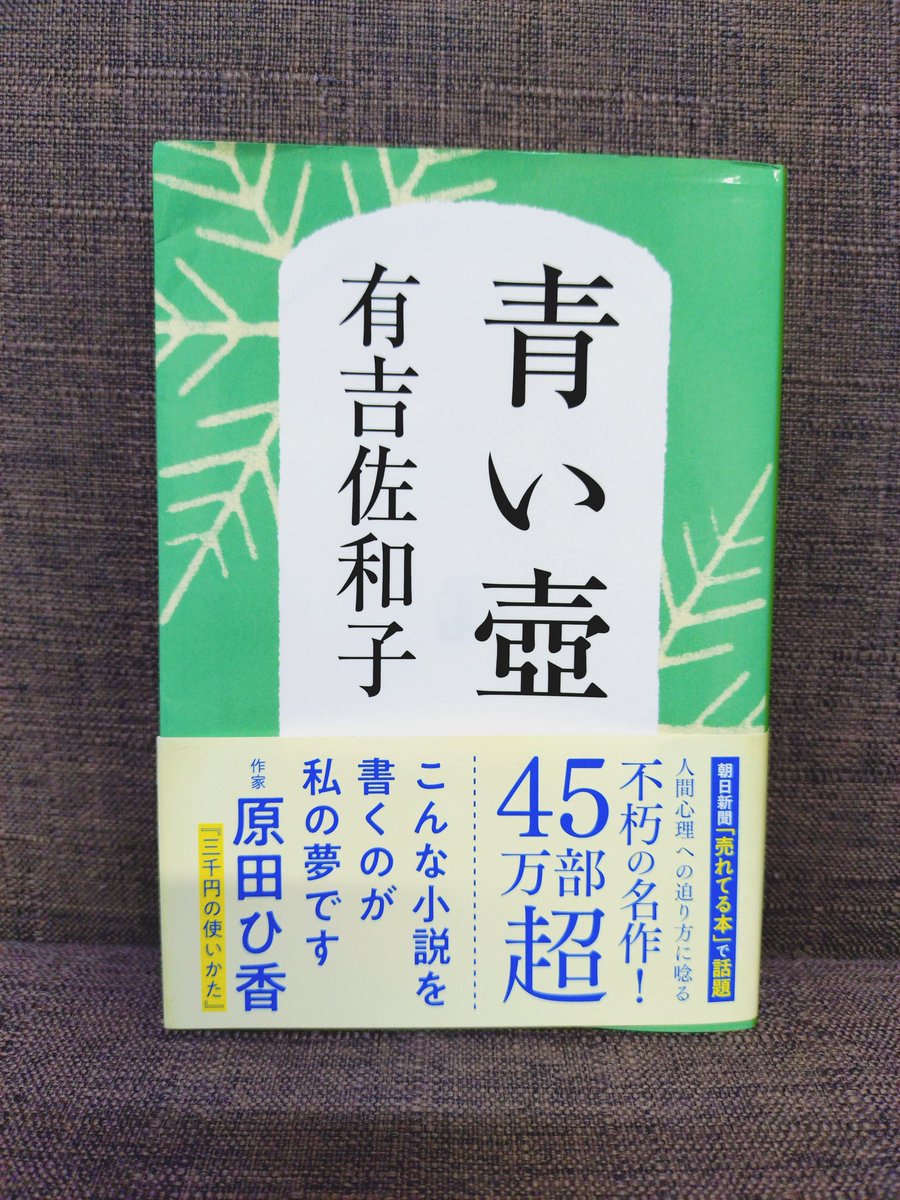 青い壺
有吉佐和子
朝日新聞「売れてる本」で話題
人間心理への迫り方に唸る
不朽の名作!
45万部超
こんな小説を
書くのが
私の夢です
作家 原田ひ香
『三千円の使いかた』